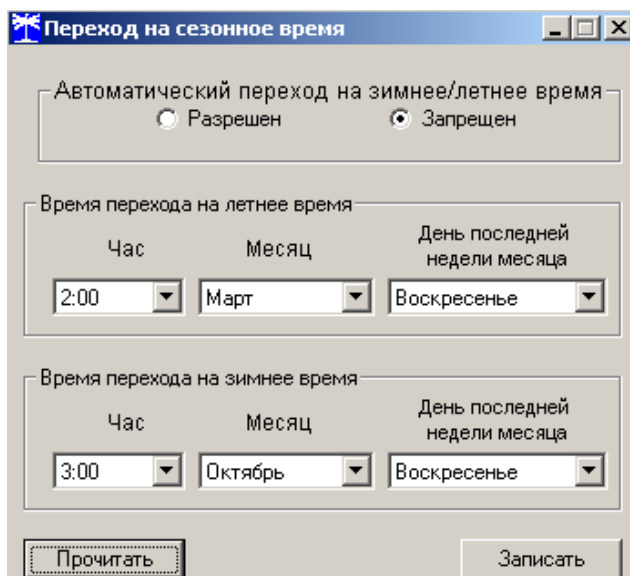 Переход на сезонное время
Автоматический переход на зимнее/летнее время
Разрешен Запрещен
Время перехода на летнее время
Час Месяц День последней недели месяца
2:00 Март Воскресенье
Время перехода на зимнее время
Час Месяц День последней недели месяца
3:00 Октябрь Воскресенье
Прочитать Записать